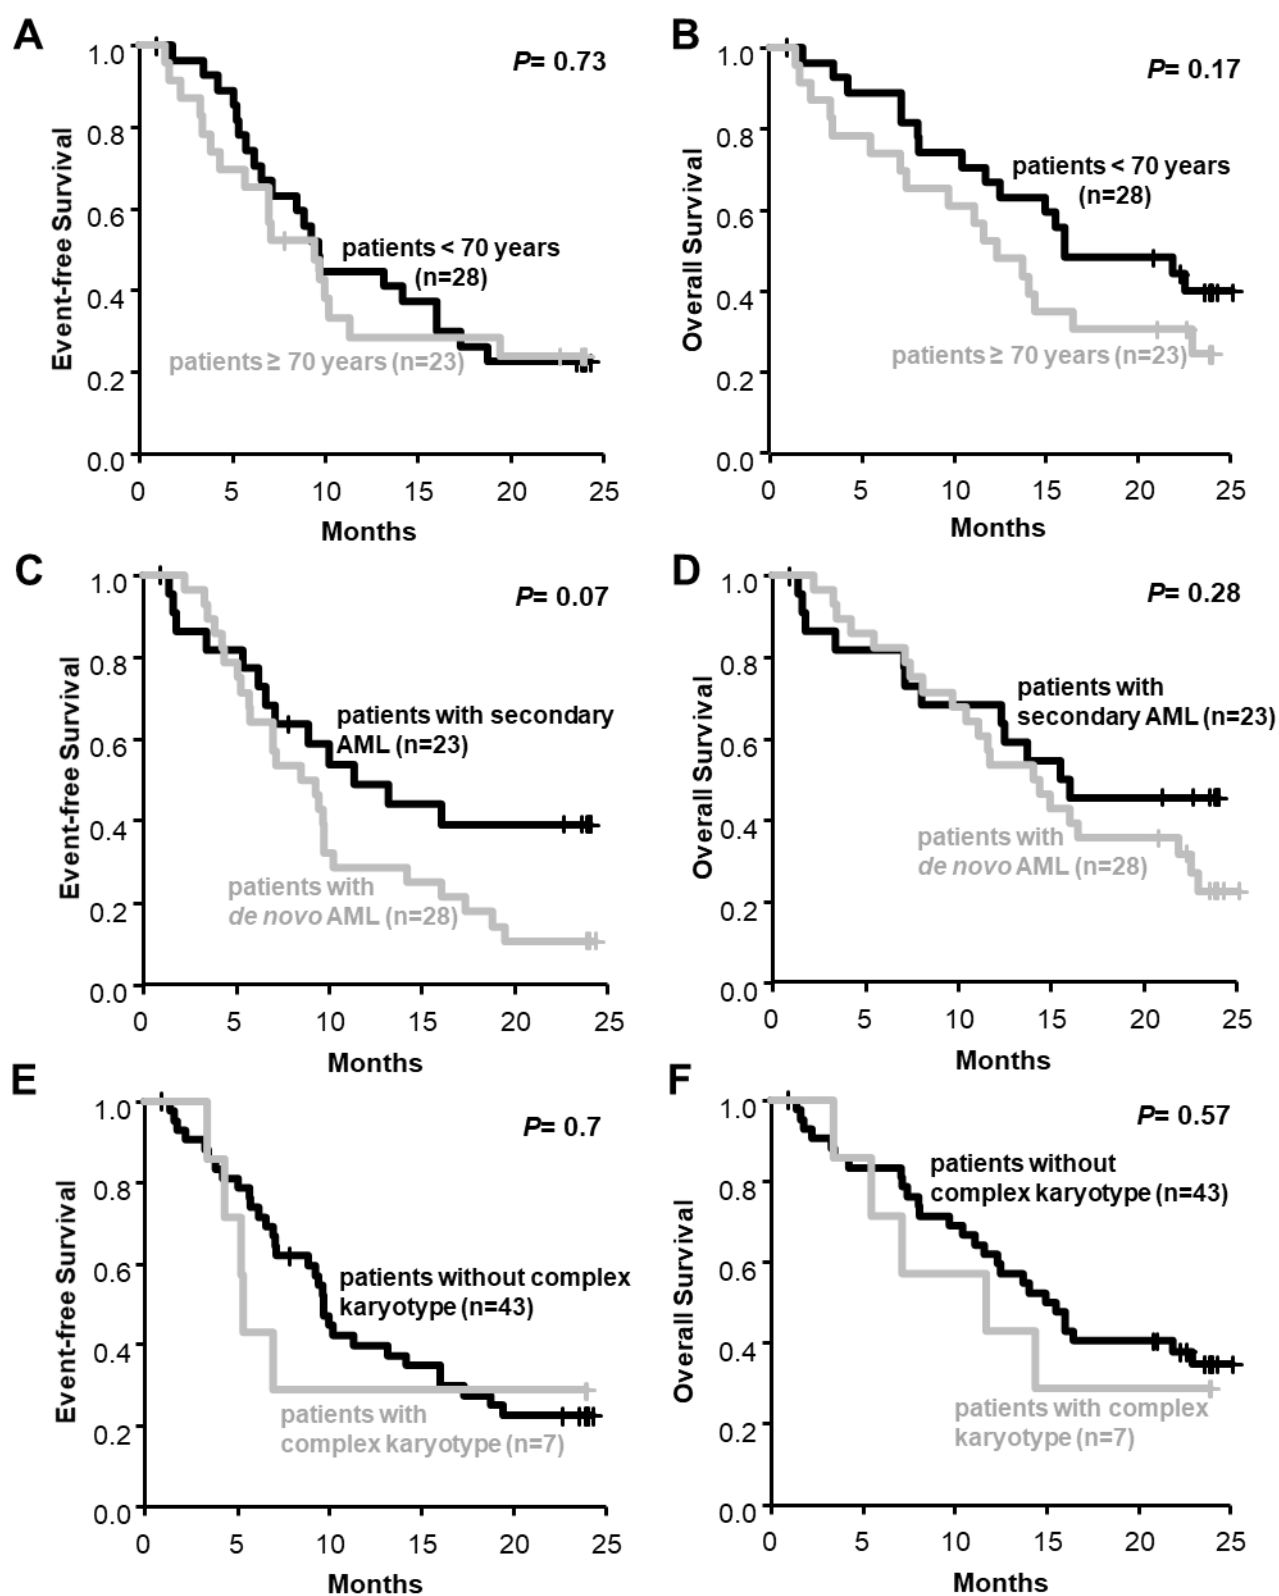 A
P= 0.73
Event-free Survival
1.0
0.8
0.6
0.4
0.2
0.0
patients < 70 years
(n=28)
patients ≥ 70 years (n=23)
0 5 10 15 20 25
Months
B
P= 0.17
Overall Survival
1.0
0.8
0.6
0.4
0.2
0.0
patients < 70 years
(n=28)
patients ≥ 70 years (n=23)
0 5 10 15 20 25
Months
C
P= 0.07
Event-free Survival
1.0
0.8
0.6
0.4
0.2
0.0
patients with secondary
AML (n=23)
patients with
de novo AML (n=28)
0 5 10 15 20 25
Months
D
P= 0.28
Overall Survival
1.0
0.8
0.6
0.4
0.2
0.0
patients with
secondary AML (n=23)
patients with
de novo AML (n=28)
0 5 10 15 20 25
Months
E
P= 0.7
Event-free Survival
1.0
0.8
0.6
0.4
0.2
0.0
patients without complex
karyotype (n=43)
patients with
complex karyotype (n=7)
0 5 10 15 20 25
Months
F
P= 0.57
Overall Survival
1.0
0.8
0.6
0.4
0.2
0.0
patients without
complex karyotype (n=43)
patients with complex
karyotype (n=7)
0 5 10 15 20 25
Months